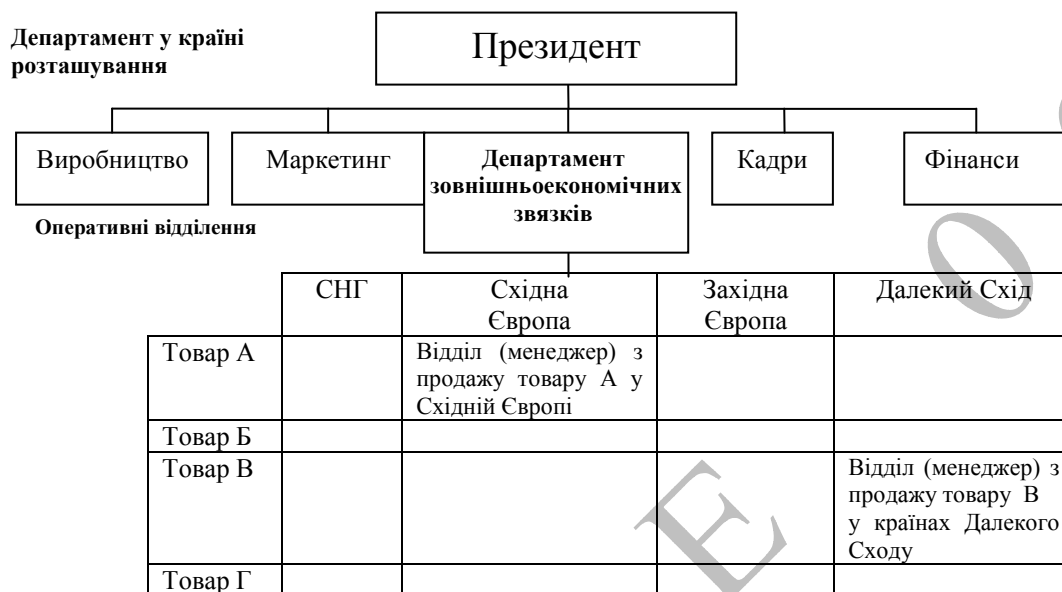 Департамент у країні
розташування
Президент
Виробництво
Маркетинг
Департамент
зовнішньоекономічних
звязків
Кадри
Фінанси
Оперативні відділення
СНГ
Східна
Європа
Західна
Європа
Далекий Схід
Товар А
Відділ (менеджер) з
продажу товару А у
Східній Європі
Товар Б
Товар В
Відділ (менеджер) з
продажу товару В
у країнах Далекого
Сходу
Товар Г